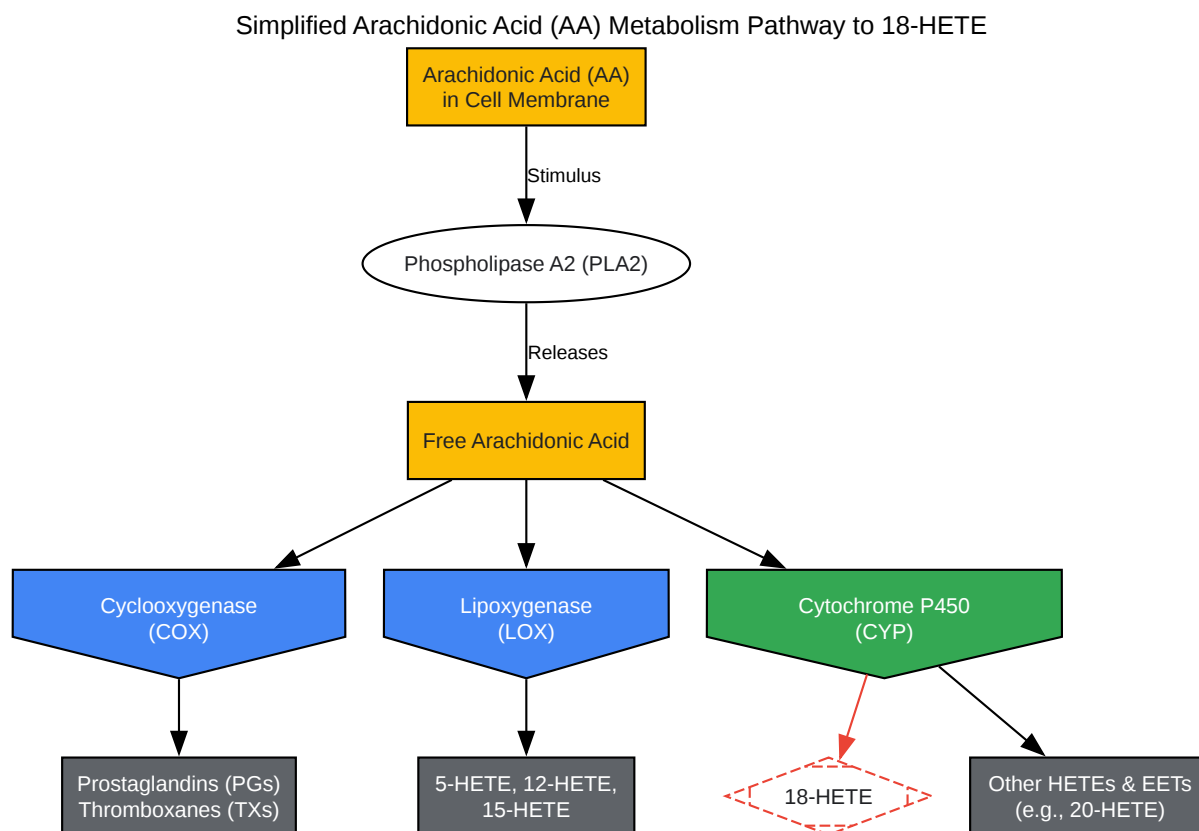 Simplified Arachidonic Acid (AA) Metabolism Pathway to 18-HETE
Arachidonic Acid (AA)
in Cell Membrane
Stimulus
Phospholipase A2 (PLA2)
Releases
Free Arachidonic Acid
Cyclooxygenase
(COX)
Lipoxygenase
(LOX)
Cytochrome P450
(CYP)
Prostaglandins (PGs)
Thromboxanes (TXs)
5-HETE, 12-HETE,
15-HETE
18-HETE
Other HETEs & EETs
(e.g., 20-HETE)